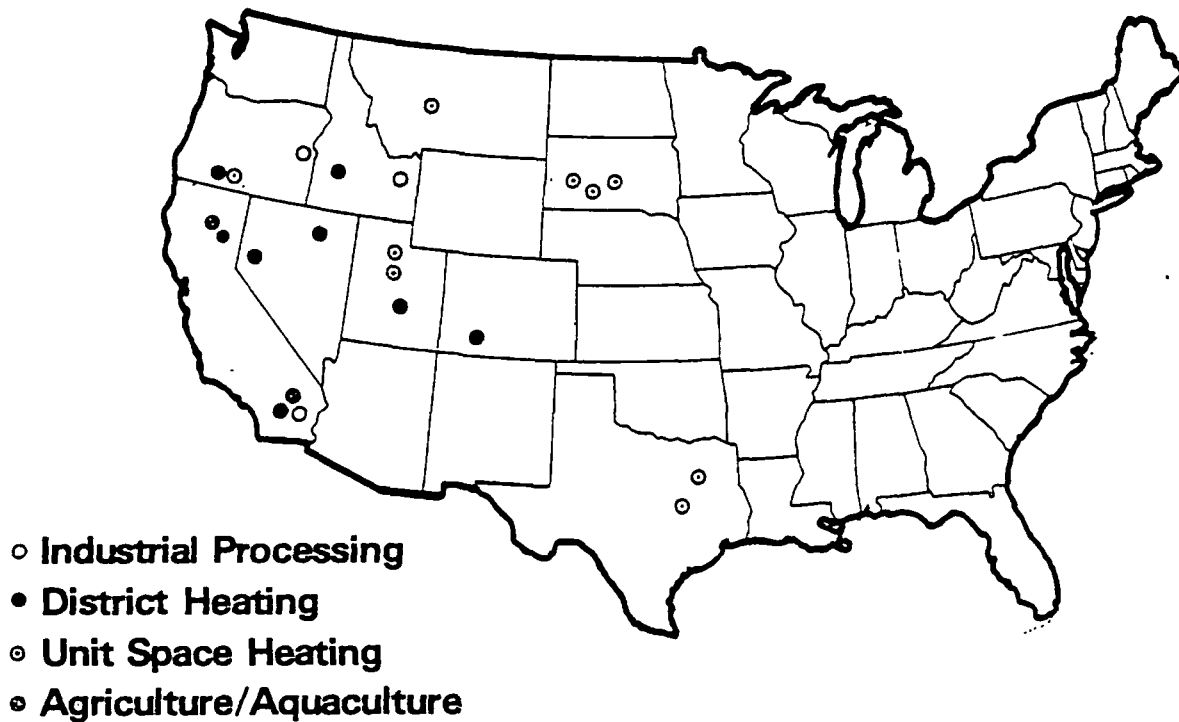 Industrial Processing
District Heating
Unit Space Heating
Agriculture/Aquaculture